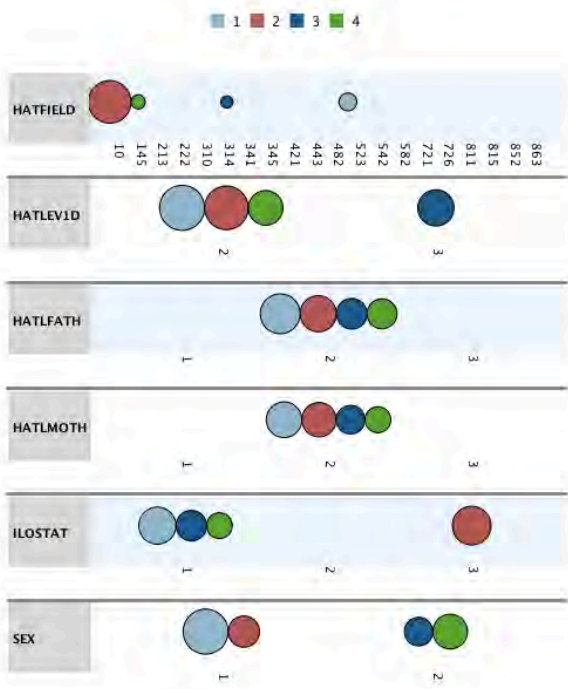 1 2 3 4
HATFIELD
10 145 213 222 310 314 341 345 421 443 482 523 542 582 721 726 811 815 852 863
HATLEV1D
2 3
HATLFATH
1 2 3
HATLMOTH
1 2 3
ILOSTAT
1 2 3
SEX
1 2